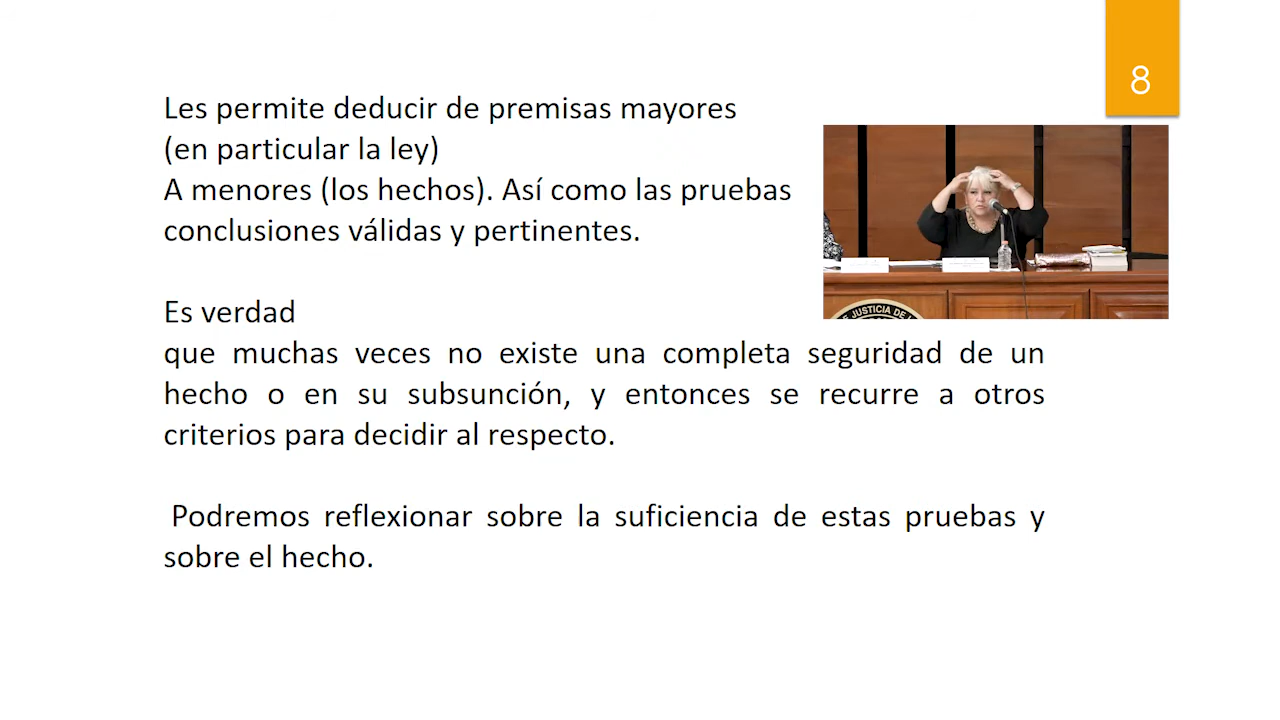 8
Les permite deducir de premisas mayores
(en particular la ley)
A menores (los hechos). Así como las pruebas
conclusiones válidas y pertinentes.
Es verdad
que muchas veces no existe una completa seguridad de un
hecho o en su subsunción, y entonces se recurre a otros
criterios para decidir al respecto.
Podremos reflexionar sobre la suficiencia de estas pruebas y
sobre el hecho.
DE JUSTICIA DE L